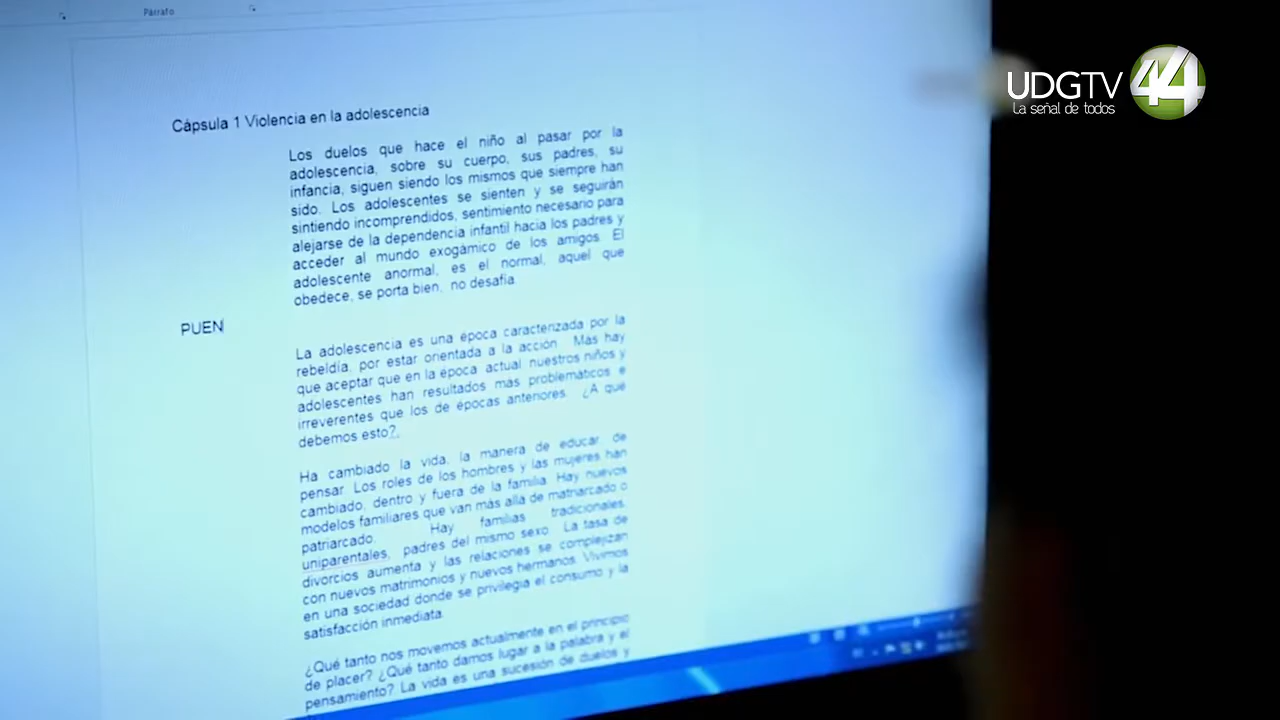 Párrafo
UDGTV 44
La señal de todos
Cápsula 1 Violencia en la adolescencia
Los duelos que hace el niño al pasar por la
adolescencia, sobre su cuerpo, sus padres, su
infancia, siguen siendo los mismos que siempre han
sido. Los adolescentes se sienten y se seguirán
sintiendo incomprendidos, sentimiento necesario para
alejarse de la dependencia infantil hacia los padres y
acceder al mundo exogámico de los amigos. El
adolescente anormal, es el normal, aquel que
obedece, se porta bien, no desafía
PUEN
La adolescencia es una época caracterizada por la
rebeldía, por estar orientada a la acción. Más hay
que aceptar que en la época actual nuestros niños y
adolescentes han resultados más problemáticos e
irreverentes que los de épocas anteriores. ¿A qué
debemos esto?.
Ha cambiado la vida, la manera de educar, de
pensar. Los roles de los hombres y las mujeres han
cambiado, dentro y fuera de la familia. Hay nuevos
modelos familiares que van más allá de matriarcado o
patriarcado. Hay familias tradicionales,
uniparentales, padres del mismo sexo. La tasa de
divorcios aumenta y las relaciones se complejizan
con nuevos matrimonios y nuevos hermanos. Vivimos
en una sociedad donde se privilegia el consumo y la
satisfacción inmediata.
¿Qué tanto nos movemos actualmente en el principio
de placer? ¿Qué tanto damos lugar a la palabra y el
pensamiento? La vida es una sucesión de duelos y